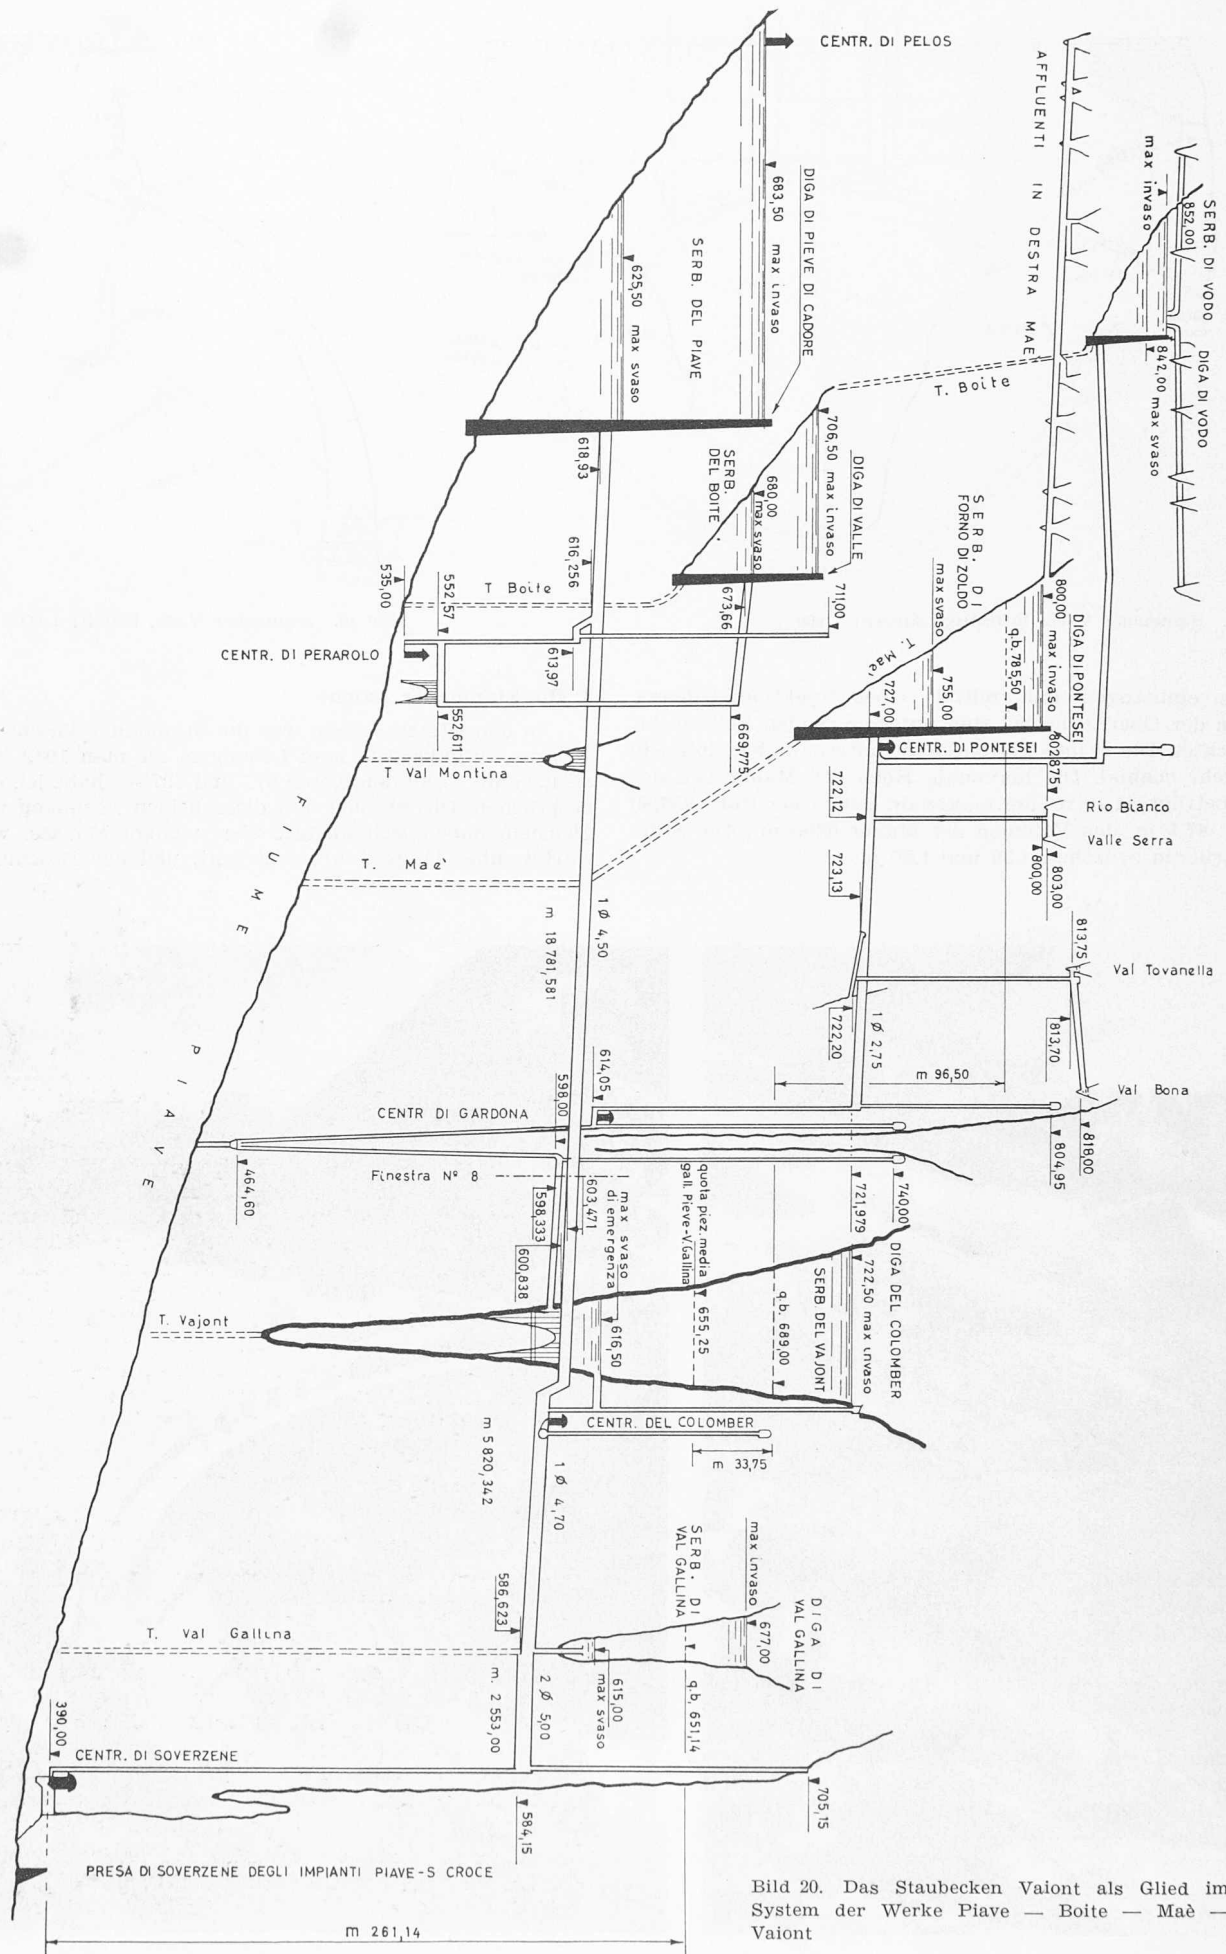 CENTR. DI PELOS
AFFLUENTI IN DESTRA MAE
max invaso
852,00
SERB. DI VODO
DIGA DI VODO
842,00 max svaso
T. Boite
683,50 max invaso
DIGA DI PIEVE DI CADORE
SERB. DEL PIAVE
625,50 max svaso
618,93
616,256
706,50 max invaso
DIGA DI VALLE
SERB.
DEL BOITE
680,00
max svaso
673,66
711,00
SERB. DI
FORNO DI ZOLDO
max svaso
755,00
800,00
max invaso
q.b. 785,50
DIGA DI PONTESEI
802,875
T. Mae'
727,00
CENTR. DI PONTESEI
535,00
552,57
T Boite
CENTR. DI PERAROLO
613,97
552,611
669,775
T Val Montina
722,12
Rio Bianco
Valle Serra
800,00
803,00
723,13
T. Mae'
1 Ø 4,50
m 18 781,581
FIUME PIAVE
813,75
Val Tovanella
813,70
722,20
1 Ø 2,75
m 96,50
Val Bona
818,00
804,95
614,05
598,00
CENTR DI GARDONA
464,60
Finestra Nº 8
598,333
603,471
600,838
max svaso
di emergenza
616,50
quota piez. media
gall. Pieve-V.Gallina
655,25
q.b. 689,00
721,979
740,00
SERB DEL VAJONT
722,50 max invaso
DIGA DEL COLOMBER
T. Vajont
CENTR. DEL COLOMBER
m 33,75
m 5 820,342
1 Ø 4,70
586,623
T. Val Gallina
SERB. DI
VAL GALLINA
max invaso
677,00
DIGA DI
VAL GALLINA
615,00
max svaso
q.b. 651,14
m. 2 553,00
2 Ø 5,00
390,00
CENTR. DI SOVERZENE
584,15
705,15
PRESA DI SOVERZENE DEGLI IMPIANTI PIAVE-S CROCE
m 261,14
Bild 20. Das Staubecken Vaiont als Glied im
System der Werke Piave — Boite — Maè —
Vaiont